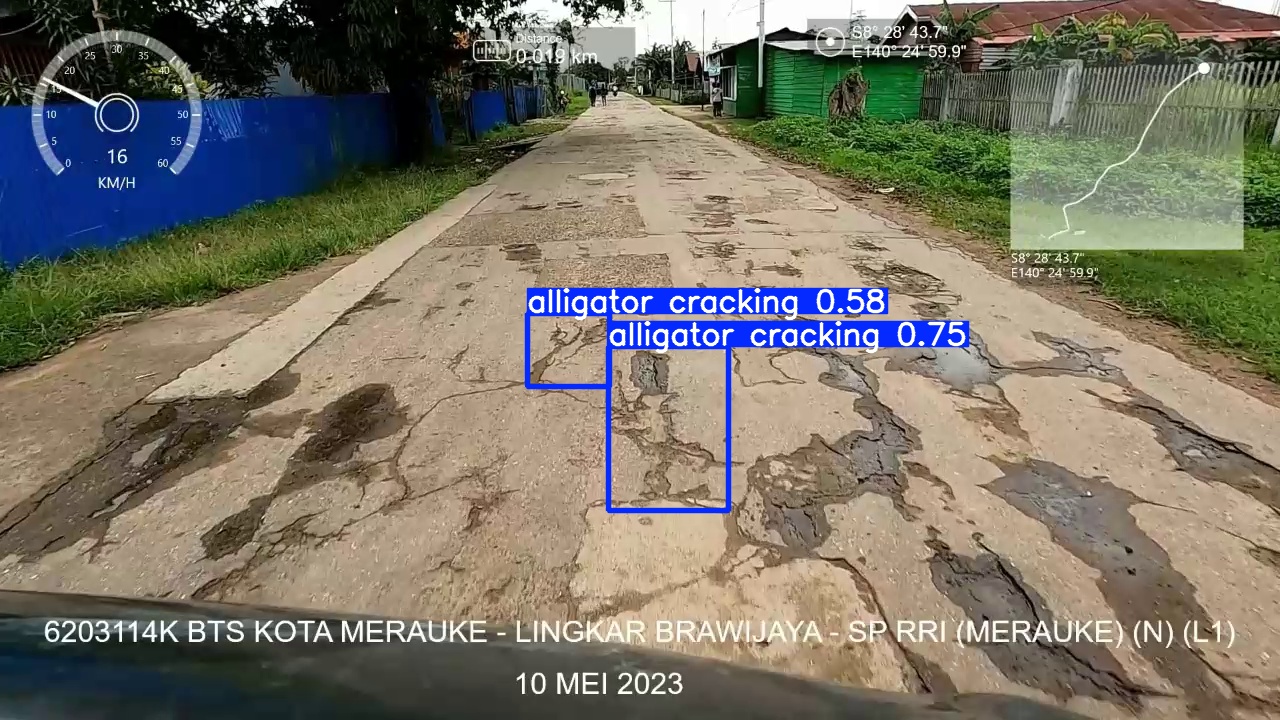 Distance
0.019 km
S8° 28' 43.7"
E140° 24' 59.9"
0
5
10
15
20
25
30
35
40
45
50
55
60
16
KM/H
S8° 28' 43.7"
E140° 24' 59.9"
alligator cracking 0.58
alligator cracking 0.75
6203114K BTS KOTA MERAUKE - LINGKAR BRAWIJAYA - SP RRI (MERAUKE) (N) (L1)
10 MEI 2023